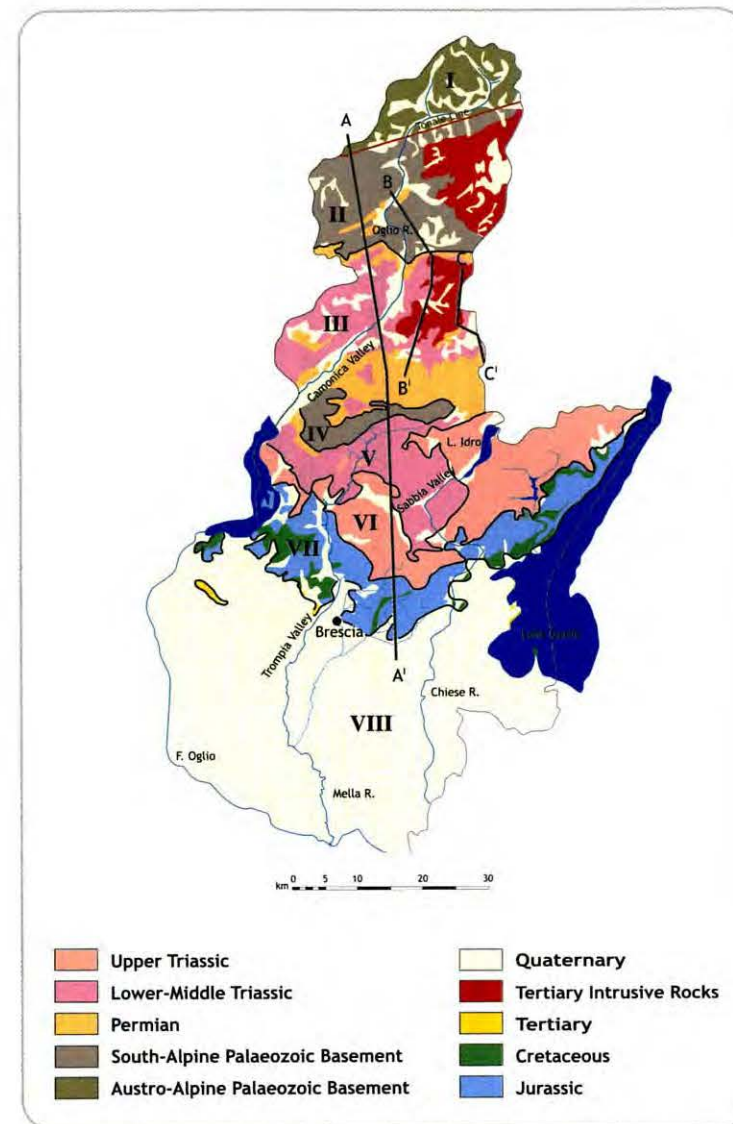 I
A
Tonale Line
B
II
Oglio R.
C
III
Camonica Valley
B'
C'
IV
L. Idro
V
Sabbia Valley
VI
VII
Trompia Valley
Brescia
A'
Chiese R.
VIII
F. Oglio
Mella R.
km 0 5 10 20 30
Upper Triassic
Lower-Middle Triassic
Permian
South-Alpine Palaeozoic Basement
Austro-Alpine Palaeozoic Basement
Quaternary
Tertiary Intrusive Rocks
Tertiary
Cretaceous
Jurassic